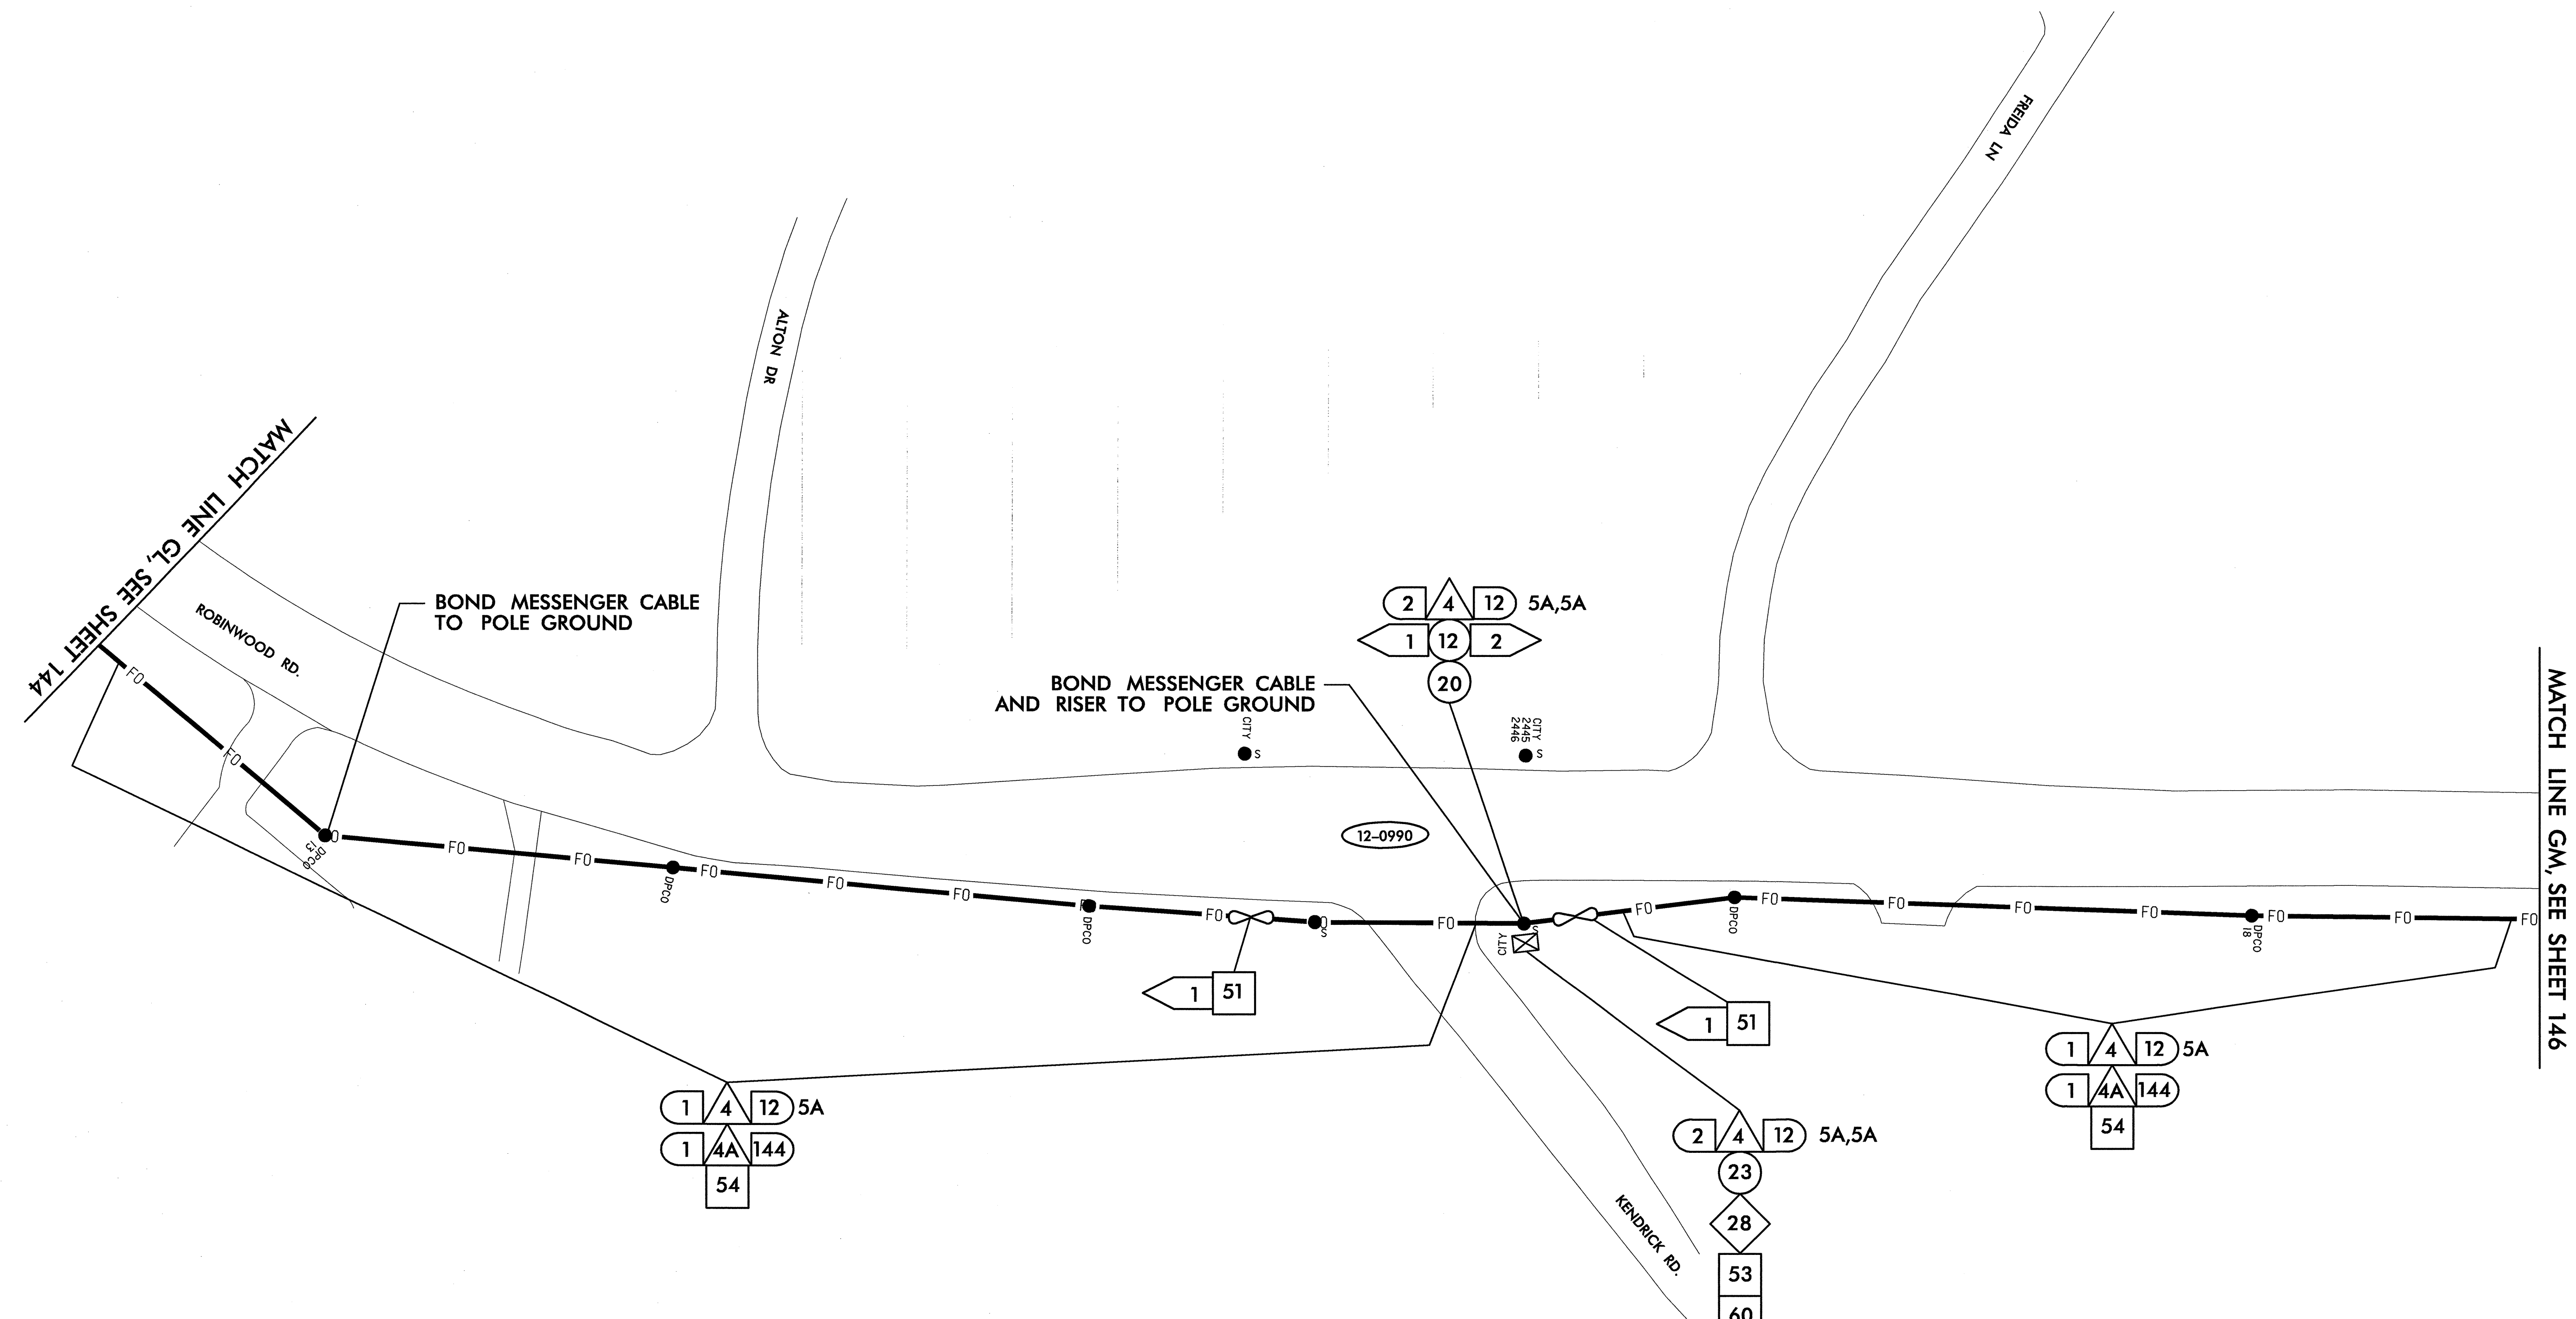 FREIDA LN
ALTON DR
MATCH LINE GL, SEE SHEET 144
ROBINWOOD RD.
BOND MESSENGER CABLE
TO POLE GROUND
2 4 12 5A,5A
1 12 2
20
BOND MESSENGER CABLE
AND RISER TO POLE GROUND
CITY
S
CITY
2445
2446
S
MATCH LINE GM, SEE SHEET 146
12-0990
FO
FO
O
DPCO
13
FO
FO
DPCO
FO
FO
FO
DPCO
FO
O
S
FO
CITY
FO
DPCO
FO
FO
FO
FO
DPCO
18
FO
FO
FO
1 51
1 51
1 4 12 5A
1 4A 144
54
1 4 12 5A
1 4A 144
54
2 4 12 5A,5A
23
28
53
60
KENDRICK RD.